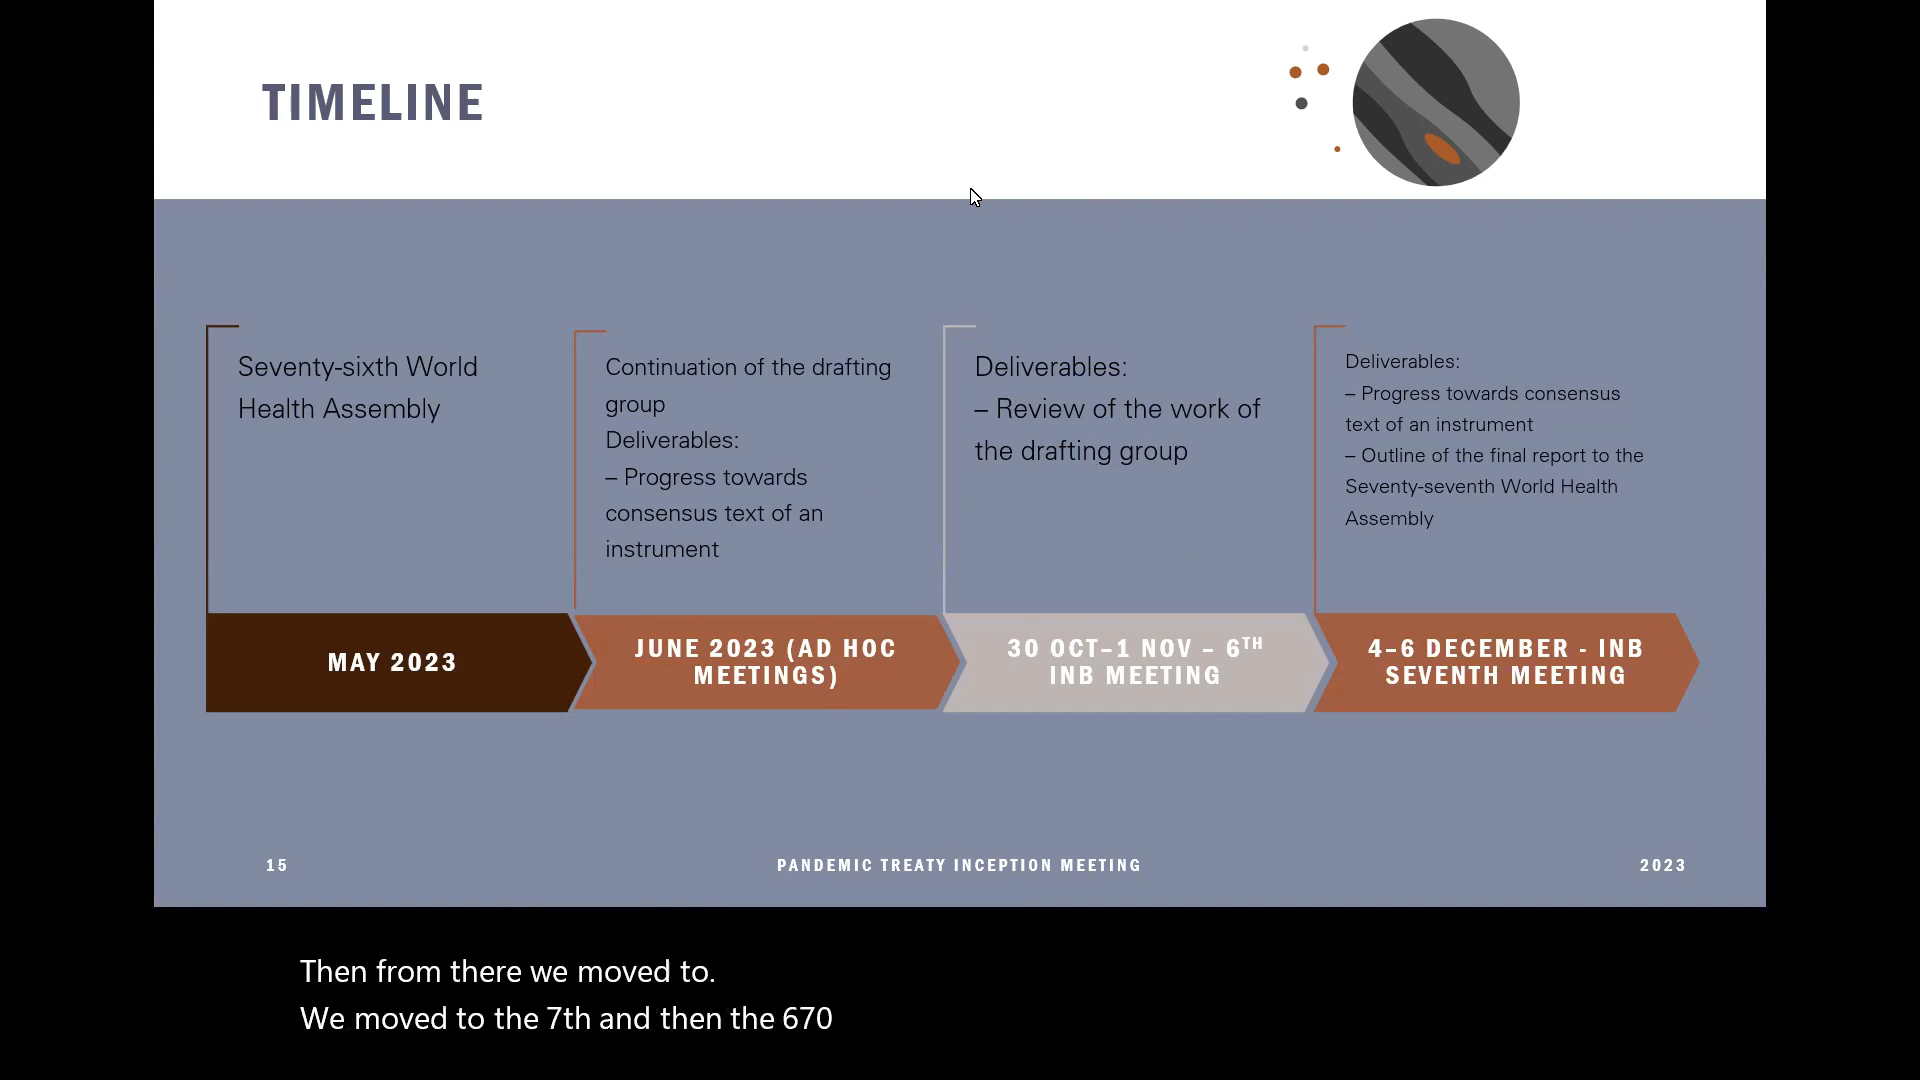 TIMELINE
Seventy-sixth World
Health Assembly
Continuation of the drafting
group
Deliverables:
– Progress towards
consensus text of an
instrument
Deliverables:
– Review of the work of
the drafting group
Deliverables:
– Progress towards consensus
text of an instrument
– Outline of the final report to the
Seventy-seventh World Health
Assembly
MAY 2023
JUNE 2023 (AD HOC
MEETINGS)
30 OCT–1 NOV – 6TH
INB MEETING
4–6 DECEMBER - INB
SEVENTH MEETING
15
PANDEMIC TREATY INCEPTION MEETING
2023
Then from there we moved to.
We moved to the 7th and then the 670